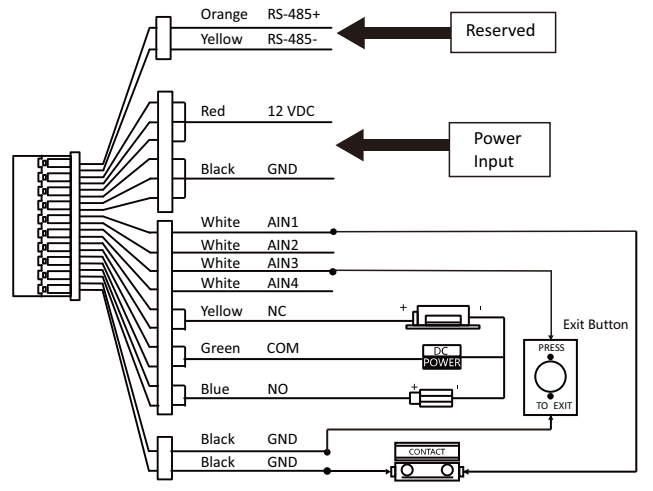 Orange RS-485+
Yellow RS-485-
Reserved
Red 12 VDC
Power
Input
Black GND
White AIN1
White AIN2
White AIN3
White AIN4
Yellow NC
+ -
Exit Button
Green COM
DC
POWER
PRESS
TO EXIT
Blue NO
+ -
Black GND
Black GND
CONTACT